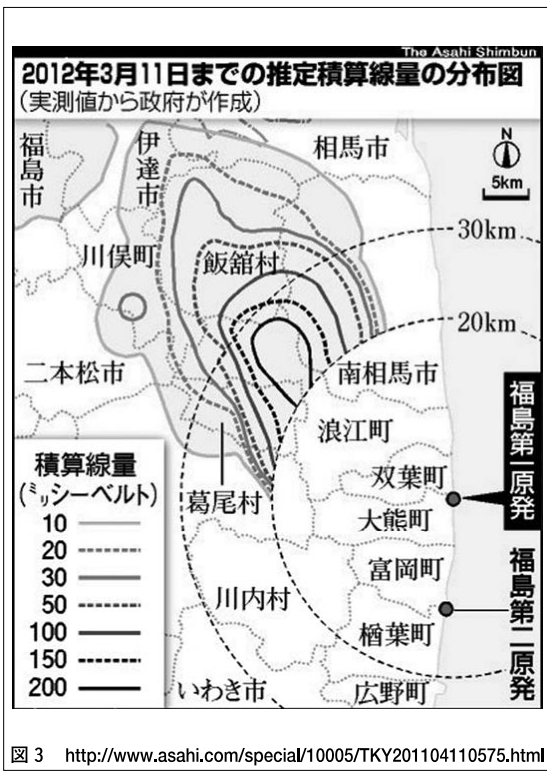 The Asahi Shimbun
2012年3月11日までの推定積算線量の分布図
(実測値から政府が作成)
福島市
伊達市
相馬市
N
5km
川俣町
飯舘村
30km
20km
二本松市
南相馬市
浪江町
福島第一原発
双葉町
葛尾村
大熊町
富岡町
福島第二原発
川内村
楢葉町
いわき市
広野町
積算線量
(ミリシーベルト)
10
20
30
50
100
150
200
図 3 http://www.asahi.com/special/10005/TKY201104110575.html